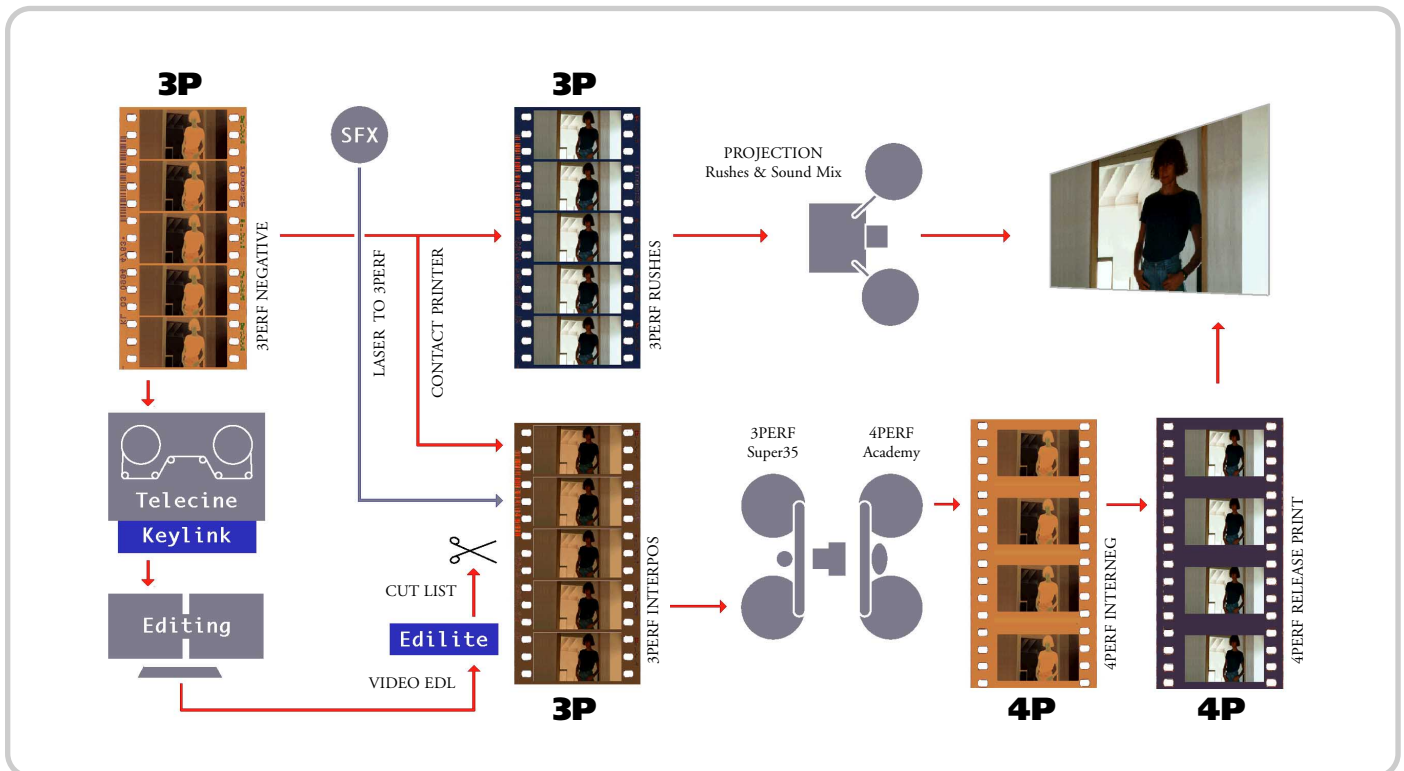 3P
3P
SFX
PROJECTION
Rushes & Sound Mix
3PERF NEGATIVE
LASER TO 3PERF
CONTACT PRINTER
3PERF RUSHES
Telecine
Keylink
Editing
VIDEO EDL
Edilite
CUT LIST
3PERF INTERPOS
3P
3PERF
Super35
4PERF
Academy
4PERF INTERNEG
4P
4PERF RELEASE PRINT
4P